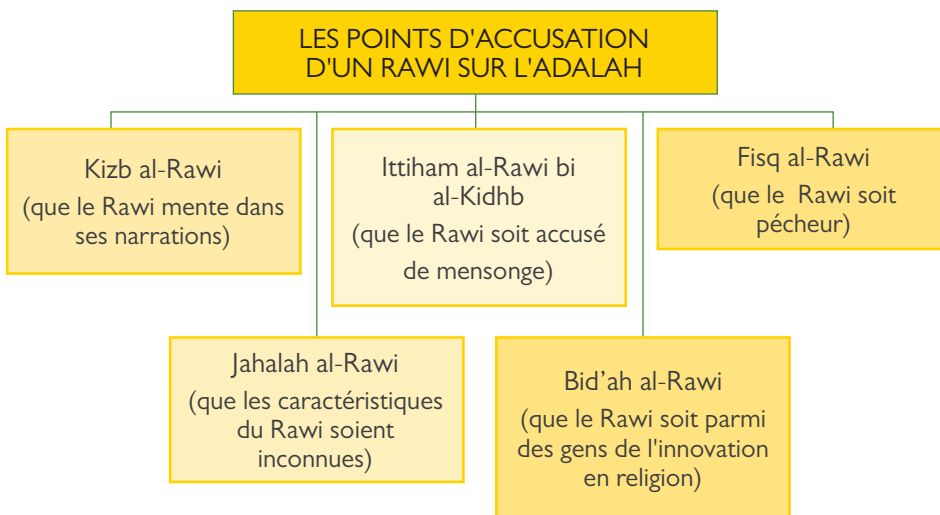 LES POINTS D'ACCUSATION
D'UN RAWI SUR L'ADALAH
Kizb al-Rawi
(que le Rawi mente dans
ses narrations)
Ittiham al-Rawi bi
al-Kidhb
(que le Rawi soit accusé
de mensonge)
Fisq al-Rawi
(que le Rawi soit
pécheur)
Jahalah al-Rawi
(que les caractéristiques
du Rawi soient
inconnues)
Bid’ah al-Rawi
(que le Rawi soit parmi
des gens de l'innovation
en religion)